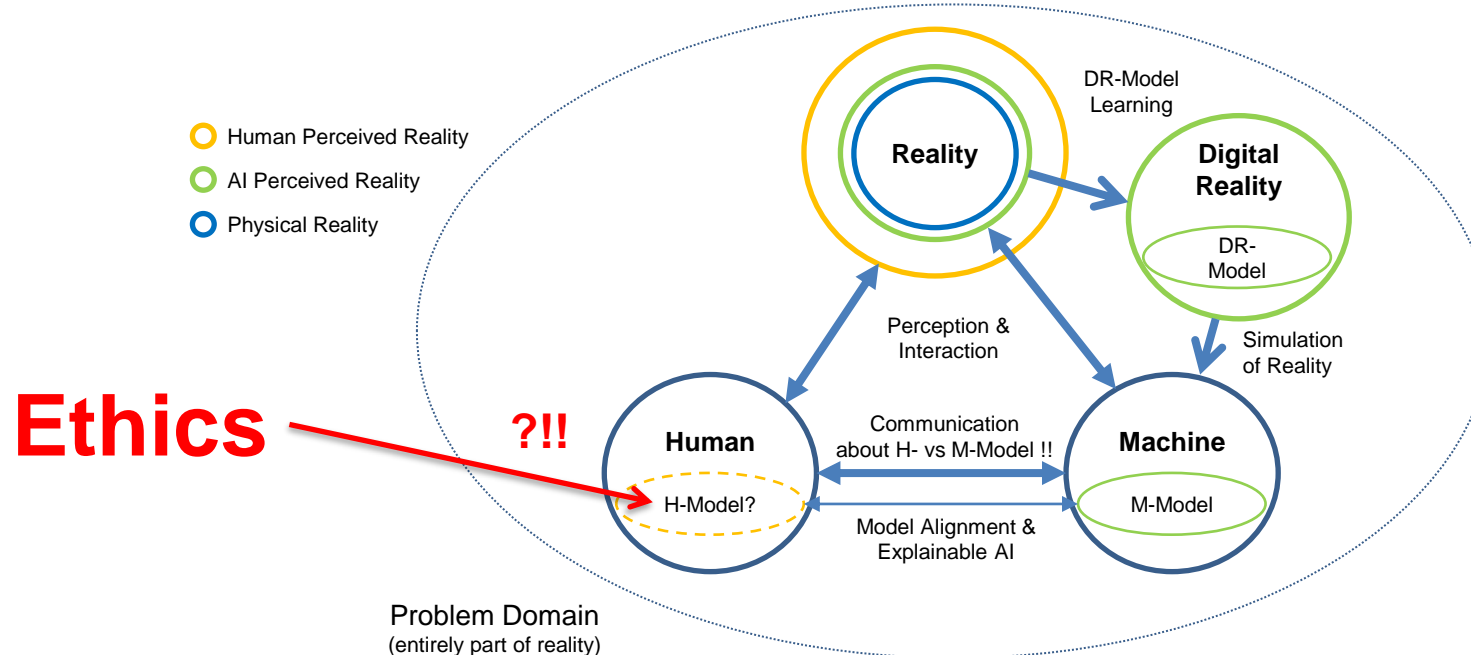 DR-Model
Learning
Human Perceived Reality
AI Perceived Reality
Physical Reality
Reality
Digital
Reality
DR-
Model
Perception &
Interaction
Simulation
of Reality
Ethics
?!!
Human
Communication
about H- vs M-Model !!
Machine
H-Model?
M-Model
Model Alignment &
Explainable AI
Problem Domain
(entirely part of reality)